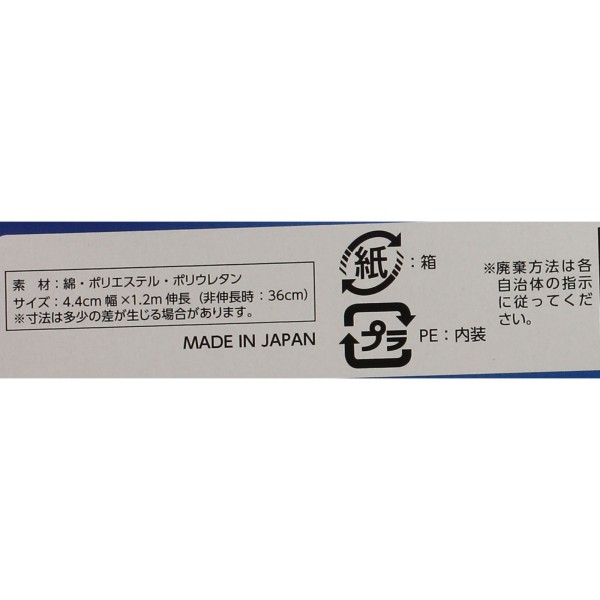 素 材：綿・ポリエステル・ポリウレタン
サイズ：4.4cm 幅×1.2m 伸長（非伸長時：36cm）
※寸法は多少の差が生じる場合があります。
MADE IN JAPAN
紙：箱
プラ PE：内装
※廃棄方法は各
自治体の指示
に従ってくだ
さい。